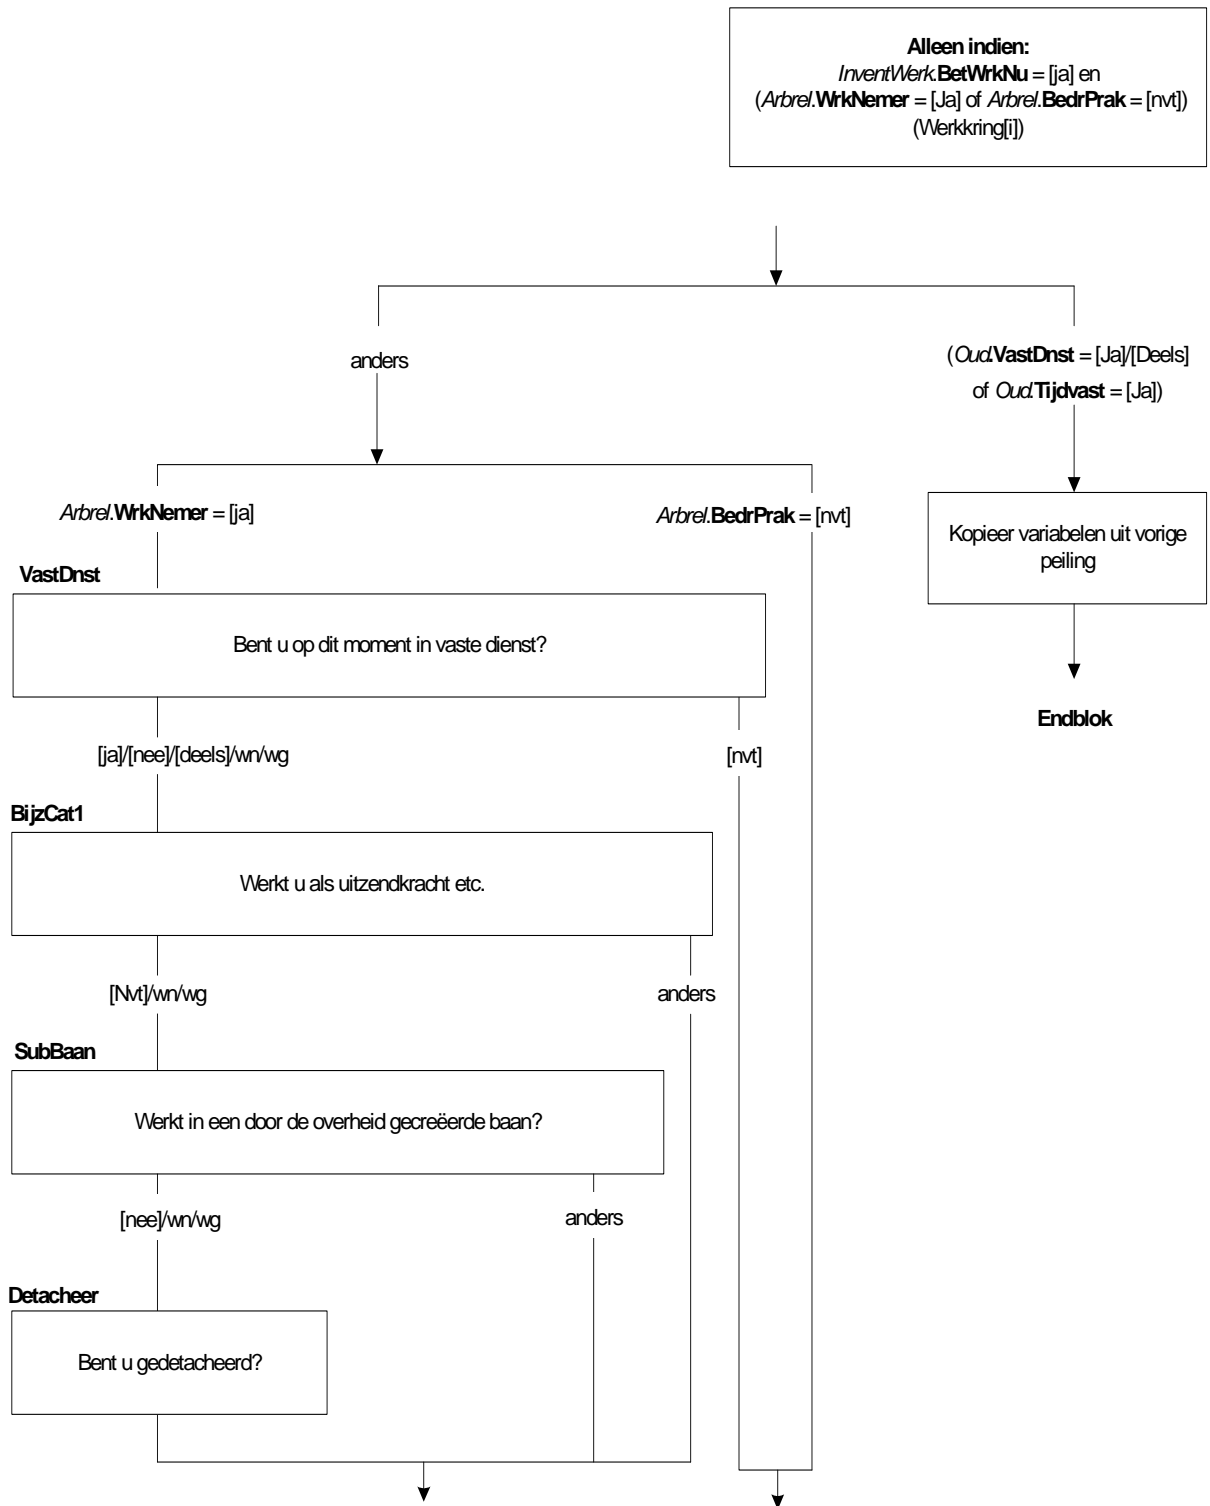 Alleen indien:
InventWerk.BetWrkNu = [ja] en
(Arbrel.WrkNemer = [Ja] of Arbrel.BedrPrak = [nvt])
(Werkkring[i])
anders
(Oud.VastDnst = [Ja]/[Deels]
of Oud.Tijdvast = [Ja])
Arbrel.WrkNemer = [ja]
Arbrel.BedrPrak = [nvt]
Kopieer variabelen uit vorige
peiling
VastDnst
Bent u op dit moment in vaste dienst?
Endblok
[ja]/[nee]/[deels]/wn/wg
[nvt]
BijzCat1
Werkt u als uitzendkracht etc.
[Nvt]/wn/wg
anders
SubBaan
Werkt in een door de overheid gecreëerde baan?
[nee]/wn/wg
anders
Detacheer
Bent u gedetacheerd?